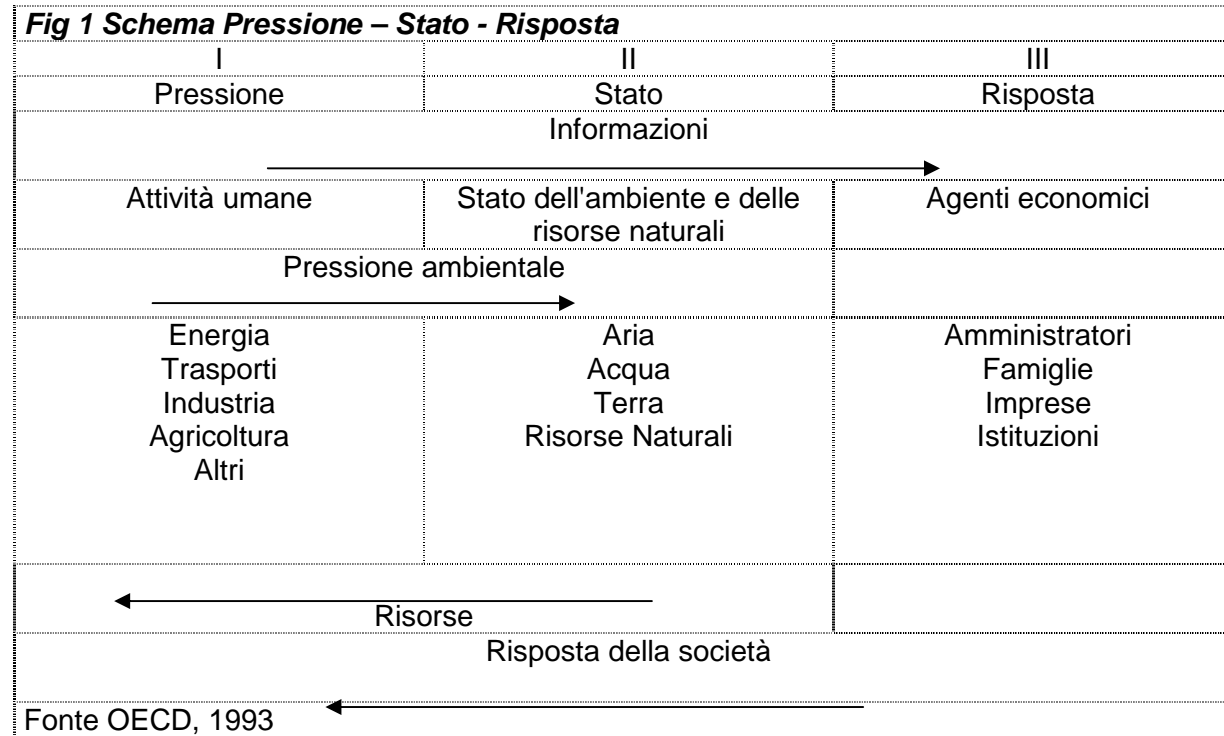 Fig 1 Schema Pressione – Stato - Risposta
I II III
Pressione Stato Risposta
Informazioni
Attività umane Stato dell'ambiente e delle risorse naturali Agenti economici
Pressione ambientale
Energia Aria Amministratori
Trasporti Acqua Famiglie
Industria Terra Imprese
Agricoltura Risorse Naturali Istituzioni
Altri
Risorse
Risposta della società
Fonte OECD, 1993